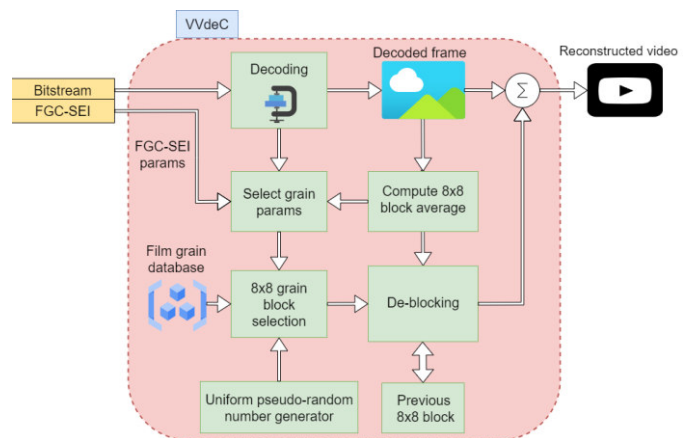 VVdeC
Bitstream
FGC-SEI
Decoding
Decoded frame
Reconstructed video
Σ
FGC-SEI
params
Select grain
params
Compute 8x8
block average
Film grain
database
8x8 grain
block
selection
De-blocking
Uniform pseudo-random
number generator
Previous
8x8 block